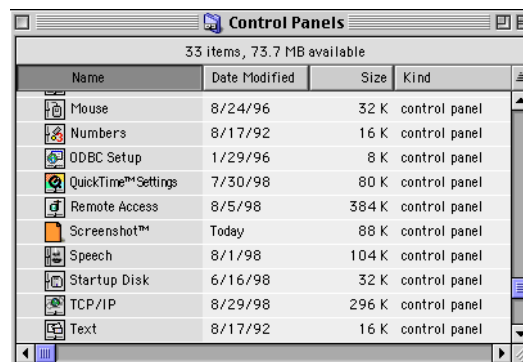 Control Panels
33 items, 73.7 MB available
Name Date Modified Size Kind
Mouse 8/24/96 32 K control panel
Numbers 8/17/92 16 K control panel
ODBC Setup 1/29/96 8 K control panel
QuickTime™ Settings 7/30/98 80 K control panel
Remote Access 8/5/98 384 K control panel
Screenshot™ Today 88 K control panel
Speech 8/1/98 104 K control panel
Startup Disk 6/16/98 32 K control panel
TCP/IP 8/29/98 296 K control panel
Text 8/17/92 16 K control panel